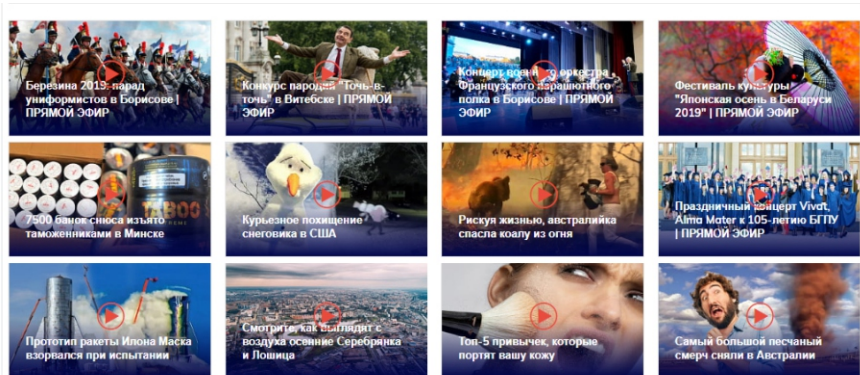 Березина 2019: парад
униформистов в Борисове |
ПРЯМОЙ ЭФИР
Конкурс пародий "Точь-в-
точь" в Витебске | ПРЯМОЙ
ЭФИР
Концерт военного оркестра
Французского парашютного
полка в Борисове | ПРЯМОЙ
ЭФИР
Фестиваль культуры
"Японская осень в Беларуси
2019" | ПРЯМОЙ ЭФИР
7500 банок снюса изъято
таможенниками в Минске
Курьезное похищение
снеговика в США
Рискуя жизнью, австралийка
спасла коалу из огня
Праздничный концерт Vivat,
Alma Mater к 105-летию БГПУ
| ПРЯМОЙ ЭФИР
Прототип ракеты Илона Маска
взорвался при испытании
Смотрите, как выглядят с
воздуха осенние Серебрянка
и Лошица
Топ-5 привычек, которые
портят вашу кожу
Самый большой песчаный
смерч сняли в Австралии